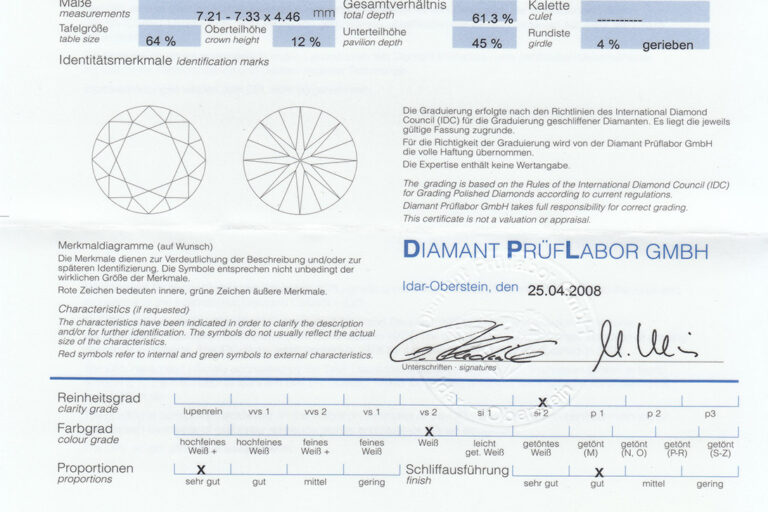 Maße
measurements
7.21 - 7.33 x 4.46 mm
Gesamtverhältnis
total depth
61.3 %
Kalette
culet
----------
Tafelgröße
table size
64 %
Oberteilhöhe
crown height
12 %
Unterteilhöhe
pavilion depth
45 %
Rundiste
girdle
4 % gerieben
Identitätsmerkmale identification marks
Die Graduierung erfolgte nach den Richtlinien des International Diamond
Council (IDC) für die Graduierung geschliffener Diamanten. Es liegt die jeweils
gültige Fassung zugrunde.
Für die Richtigkeit der Graduierung wird von der Diamant Prüflabor GmbH
die volle Haftung übernommen.
Die Expertise enthält keine Wertangabe.
The grading is based on the Rules of the International Diamond Council (IDC)
for Grading Polished Diamonds according to current regulations.
Diamant Prüflabor GmbH takes full responsibility for correct grading.
This certificate is not a valuation or appraisal.
Merkmaldiagramme (auf Wunsch)
Die Merkmale dienen zur Verdeutlichung der Beschreibung und/oder zur
späteren Identifizierung. Die Symbole entsprechen nicht unbedingt der
wirklichen Größe der Merkmale.
Rote Zeichen bedeuten innere, grüne Zeichen äußere Merkmale.
Characteristics (if requested)
The characteristics have been indicated in order to clarify the description
and/or for further identification. The symbols do not usually reflect the actual
size of the characteristics.
Red symbols refer to internal and green symbols to external characteristics.
DIAMANT PRÜFLABOR GMBH
Idar-Oberstein, den 25.04.2008
Unterschriften - signatures
Reinheitsgrad
clarity grade
x
lupenrein vvs 1 vvs 2 vs 1 vs 2 si 1 si 2 p 1 p 2 p3
Farbgrad
colour grade
x
hochfeines Weiß + hochfeines Weiß feines Weiß + feines Weiß Weiß leicht get. Weiß getöntes Weiß getönt (M) getönt (N, O) getönt (P-R) getönt (S-Z)
Proportionen
proportions
x
sehr gut gut mittel gering
Schliffausführung
finish
x
sehr gut gut mittel gering